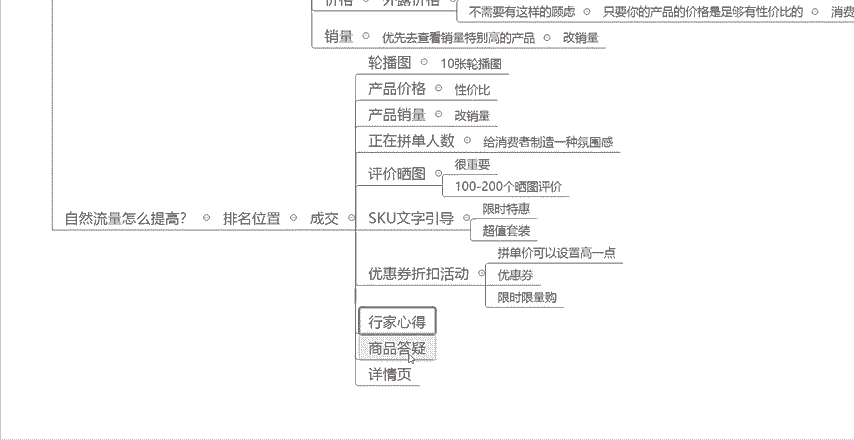 价格 外露价格
不需要有这样的顾虑 只要你的产品的价格是足够有性价比的 消费
销量 优先去查看销量特别高的产品 改销量
轮播图 10张轮播图
产品价格 性价比
产品销量 改销量
正在拼单人数 给消费者制造一种氛围感
评价晒图
很重要
100-200个晒图评价
自然流量怎么提高? 排名位置 成交
SKU文字引导
限时特惠
超值套装
优惠券折扣活动
拼单价可以设置高一点
优惠券
限时限量购
行家心得
商品答疑
详情页